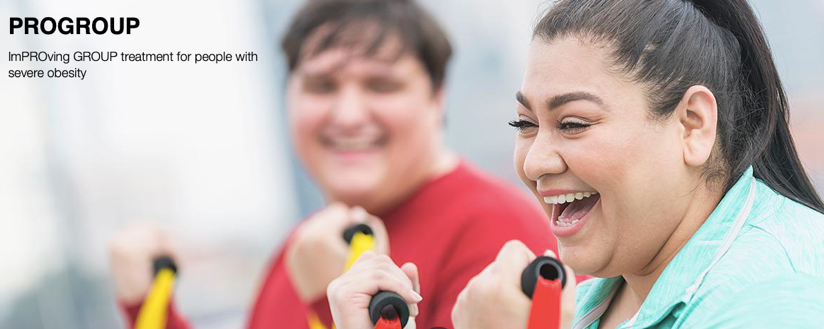 PROGROUP
ImPROving GROUP treatment for people with
severe obesity